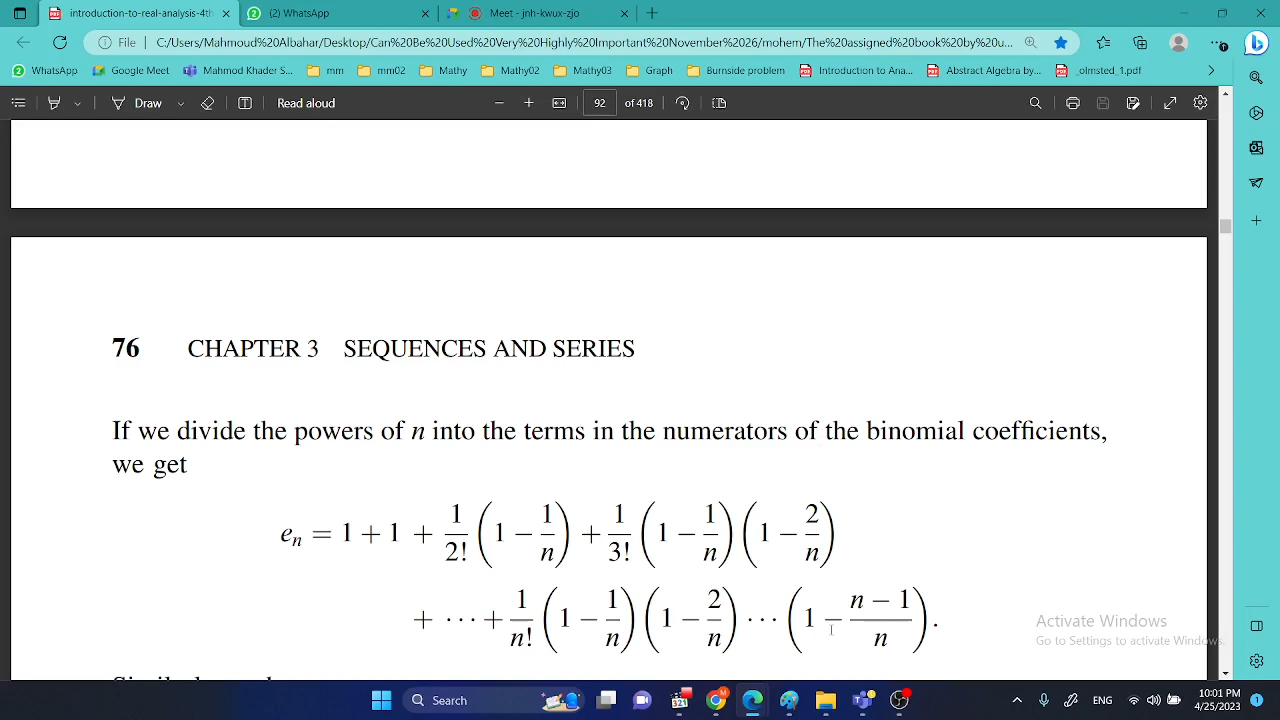 introduction-to-real-analysis-4th
(2) WhatsApp
Meet - jnh-kwux-zjo
File
C:/Users/Mahmoud%20Albahar/Desktop/Can%20Be%20Used%20Very%20Highly%20Important%20November%2026/mohem/The%20assigned%20book%20by%20u...
WhatsApp Google Meet Mahmod Khader S... mm mm02 Mathy Mathy02 Mathy03 Graph Burnside problem Introduction to Ana... Abstract Algebra by... _olmsted_1.pdf
Draw Read aloud 92 of 418
76 CHAPTER 3 SEQUENCES AND SERIES
If we divide the powers of n into the terms in the numerators of the binomial coefficients,
we get
e_n = 1 + 1 + 1/2! (1 − 1/n) + 1/3! (1 − 1/n)(1 − 2/n)
+ ··· + 1/n! (1 − 1/n)(1 − 2/n) ··· (1 − (n − 1)/n).
Activate Windows
Go to Settings to activate Windows.
Search
ENG
10:01 PM
4/25/2023